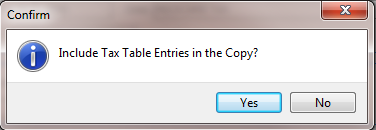 Confirm
Include Tax Table Entries in the Copy?
Yes
No